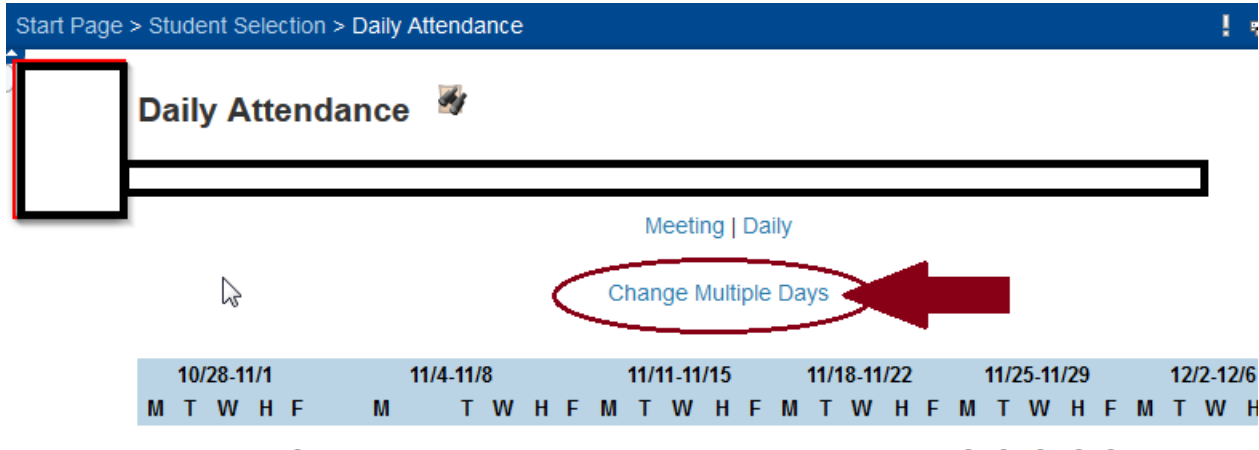 Start Page > Student Selection > Daily Attendance !
Daily Attendance
Meeting | Daily
Change Multiple Days
10/28-11/1 11/4-11/8 11/11-11/15 11/18-11/22 11/25-11/29 12/2-12/6
M T W H F M T W H F M T W H F M T W H F M T W H F M T W H